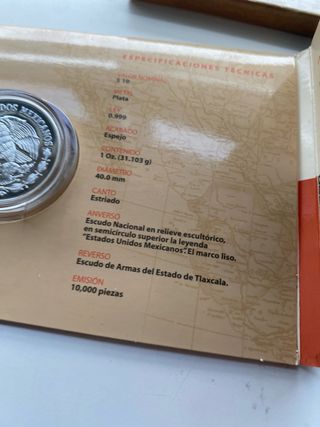 ESPECIFICACIONES TÉCNICAS
VALOR NOMINAL
$ 10
METAL
Plata
LEY
0.999
ACABADO
Espejo
CONTENIDO
1 Oz. (31.103 g)
DIÁMETRO
40.0 mm
CANTO
Estriado
ANVERSO
Escudo Nacional en relieve escultórico,
en semicírculo superior la leyenda
"Estados Unidos Mexicanos". El marco liso.
REVERSO
Escudo de Armas del Estado de Tlaxcala.
EMISIÓN
10,000 piezas
DOS MEXICANOS